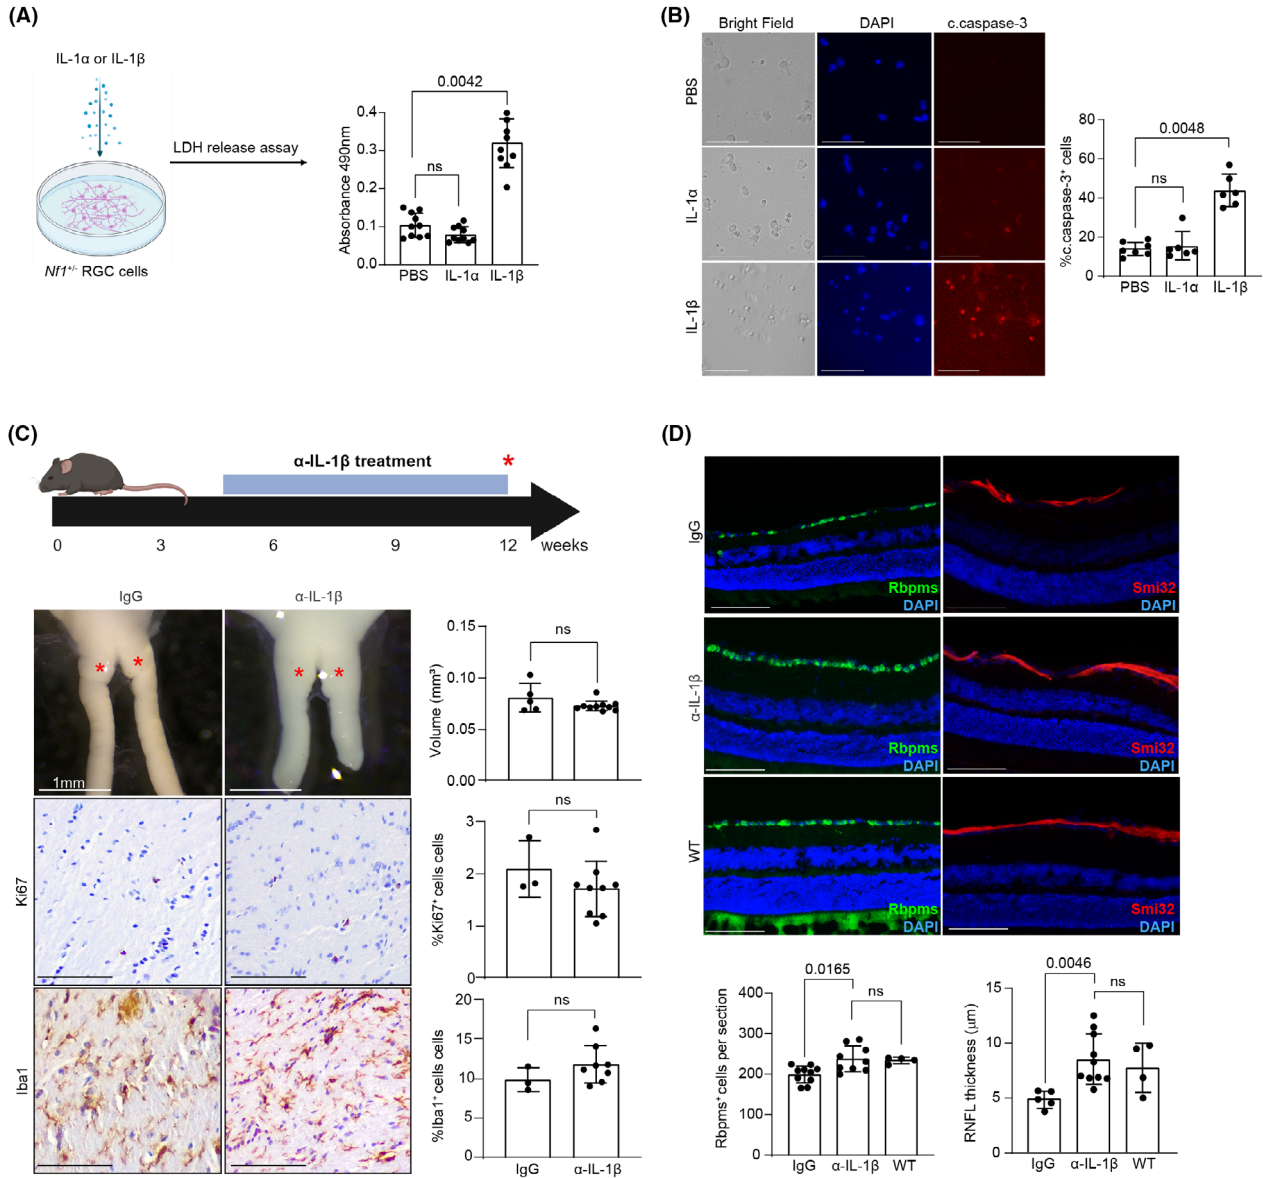 (A)
IL-1α or IL-1β
LDH release assay
Nf1+/- RGC cells
0.0042
ns
Absorbance 490nm
0.4
0.3
0.2
0.1
0.0
PBS
IL-1α
IL-1β
(B)
Bright Field
DAPI
c.caspase-3
PBS
IL-1α
IL-1β
0.0048
ns
%c.caspase-3+ cells
80
60
40
20
0
PBS
IL-1α
IL-1β
(C)
α-IL-1β treatment
*
0
3
6
9
12
weeks
IgG
α-IL-1β
*
*
*
*
1mm
Ki67
Iba1
ns
Volume (mm³)
0.15
0.10
0.05
0.00
ns
%Ki67+ cells cells
3
2
1
0
ns
%Iba1+ cells cells
20
15
10
5
0
IgG
α-IL-1β
(D)
IgG
Rbpms
DAPI
Smi32
DAPI
α-IL-1β
Rbpms
DAPI
Smi32
DAPI
WT
Rbpms
DAPI
Smi32
DAPI
0.0165
ns
Rbpms+ cells per section
400
300
200
100
0
IgG
α-IL-1β
WT
0.0046
ns
RNFL thickness (µm)
15
10
5
0
IgG
α-IL-1β
WT